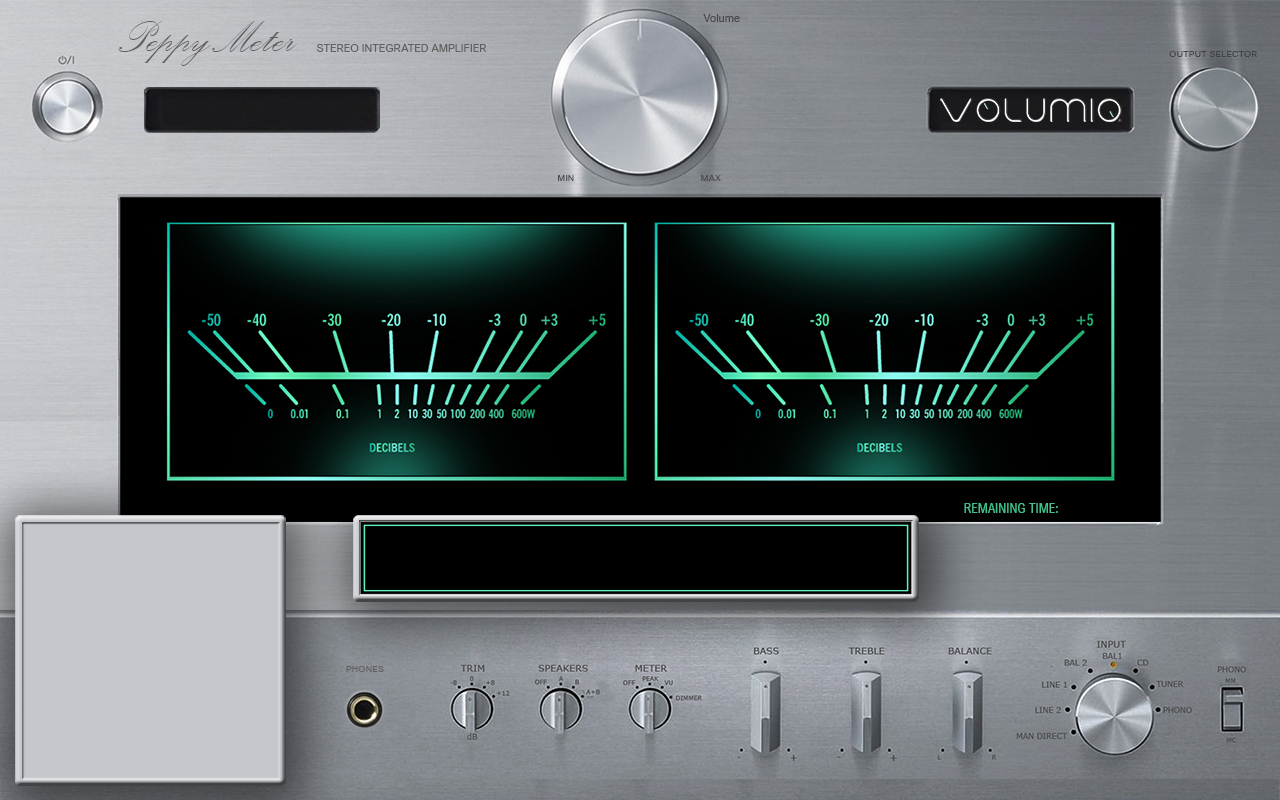 Volume
Peppy Meter
STEREO INTEGRATED AMPLIFIER
OUTPUT SELECTOR
⏻/I
VOLUMIO
MIN
MAX
-50 -40 -30 -20 -10 -3 0 +3 +5
0 0.01 0.1 1 2 10 30 50 100 200 400 600W
DECIBELS
-50 -40 -30 -20 -10 -3 0 +3 +5
0 0.01 0.1 1 2 10 30 50 100 200 400 600W
DECIBELS
REMAINING TIME:
PHONES
TRIM
-8 0 +8
+12
dB
SPEAKERS
OFF A B
A+B
METER
OFF PEAK VU
DIMMER
BASS
- +
TREBLE
- +
BALANCE
L R
INPUT
BAL1
BAL 2
CD
LINE 1
TUNER
LINE 2
PHONO
MAN DIRECT
PHONO
MM
MC